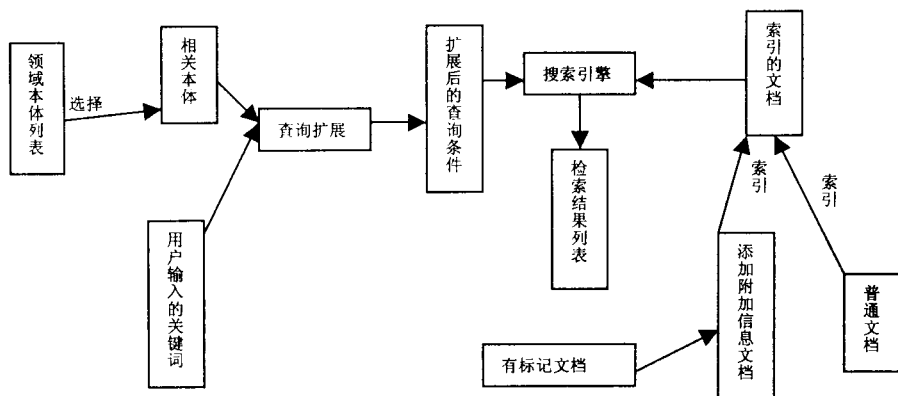 领域本体列表
选择
相关本体
查询扩展
用户输入的关键词
扩展后的查询条件
搜索引擎
检索结果列表
索引的文档
索引
索引
有标记文档
添加附加信息文档
普通文档